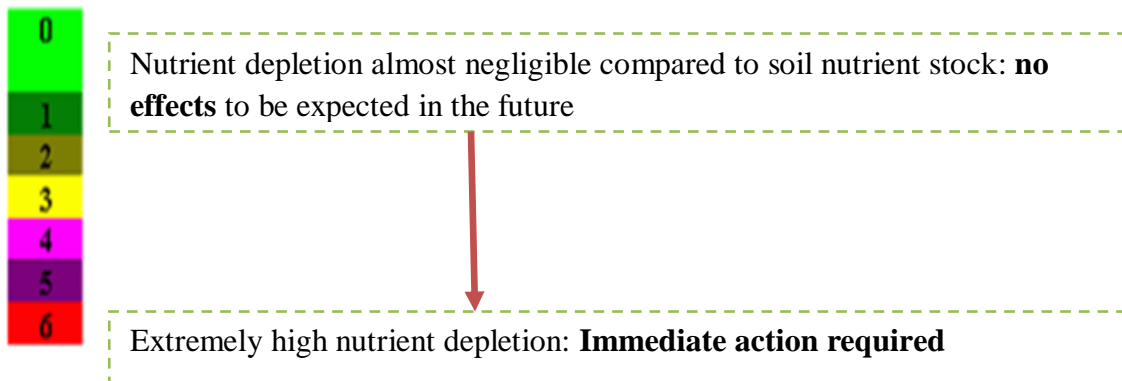 0
Nutrient depletion almost negligible compared to soil nutrient stock: no
effects to be expected in the future
1
2
3
4
5
6
Extremely high nutrient depletion: Immediate action required